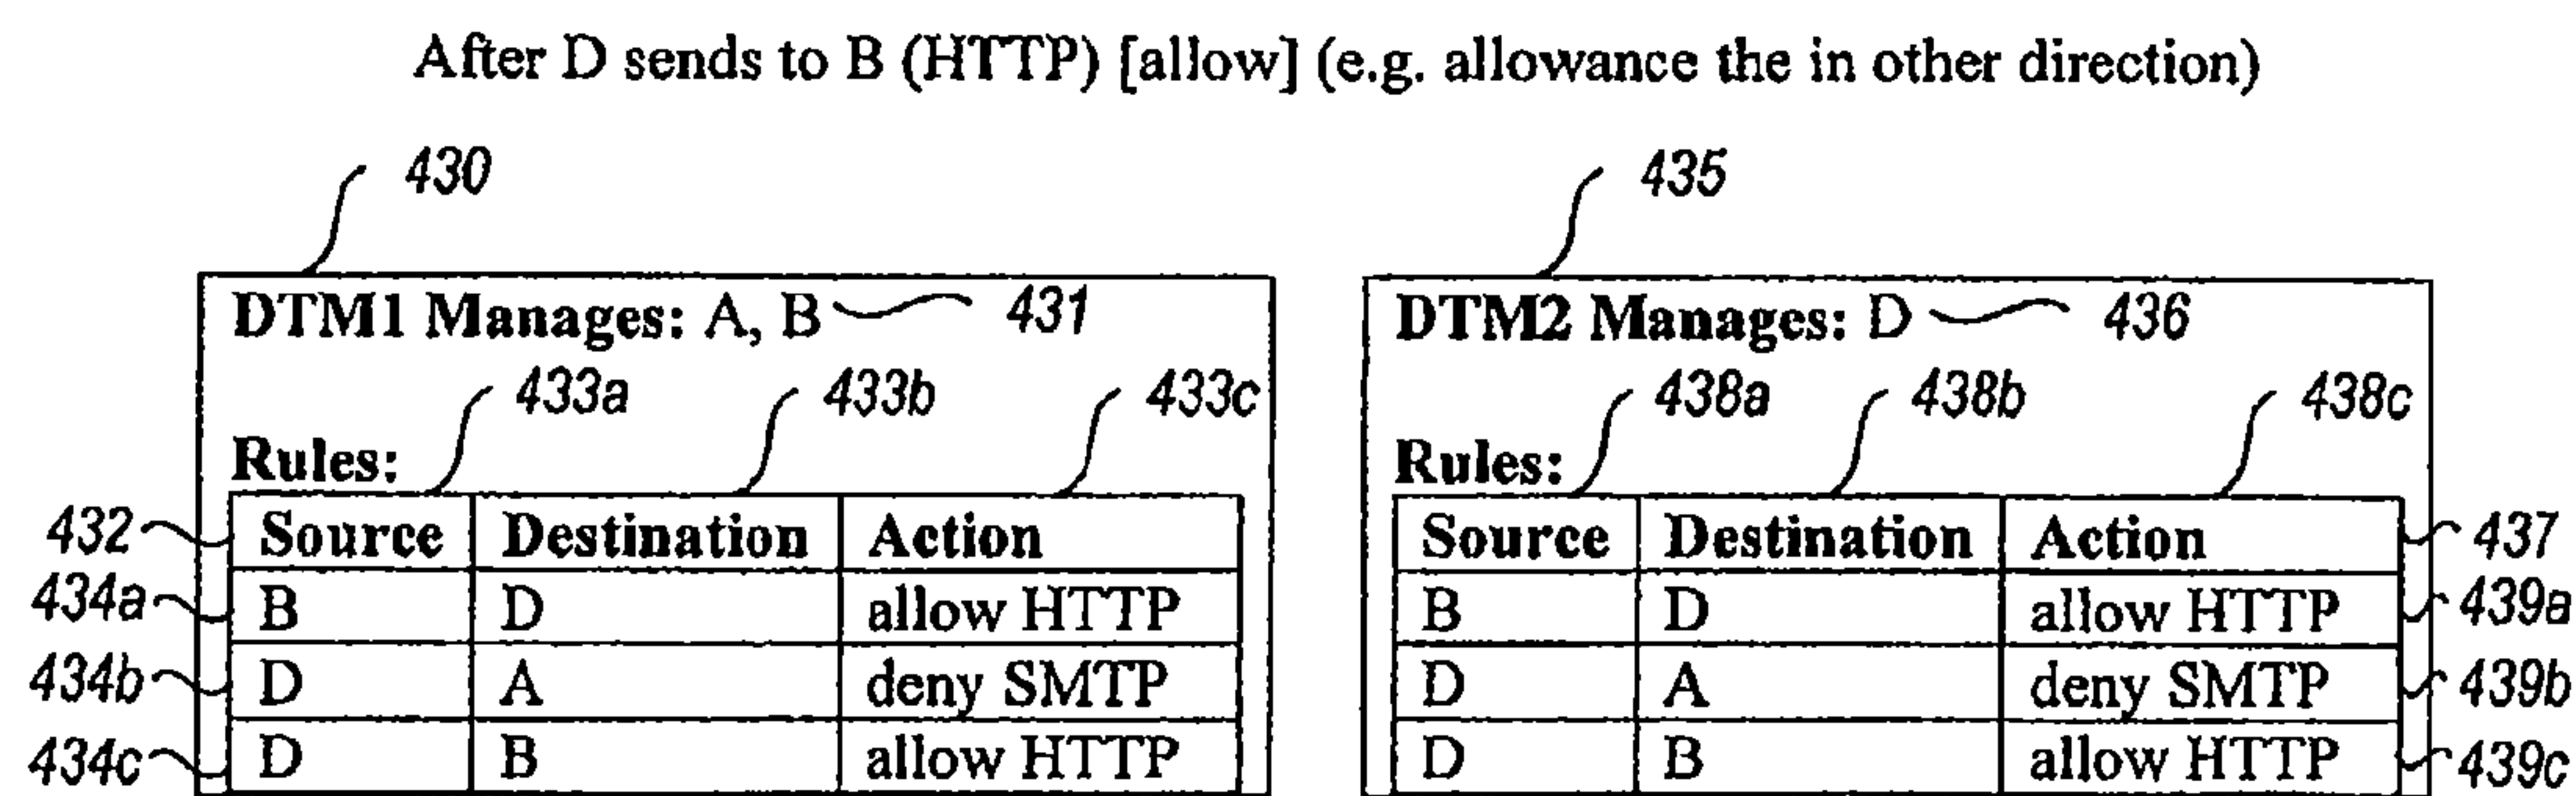 After D sends to B (HTTP) [allow] (e.g. allowance the in other direction)
430
435
DTM1 Manages: A, B 431
DTM2 Manages: D 436
433a 433b 433c
438a 438b 438c
Rules:
Rules:
432 Source Destination Action
434a B D allow HTTP
434b D A deny SMTP
434c D B allow HTTP
Source Destination Action 437
B D allow HTTP 439a
D A deny SMTP 439b
D B allow HTTP 439c